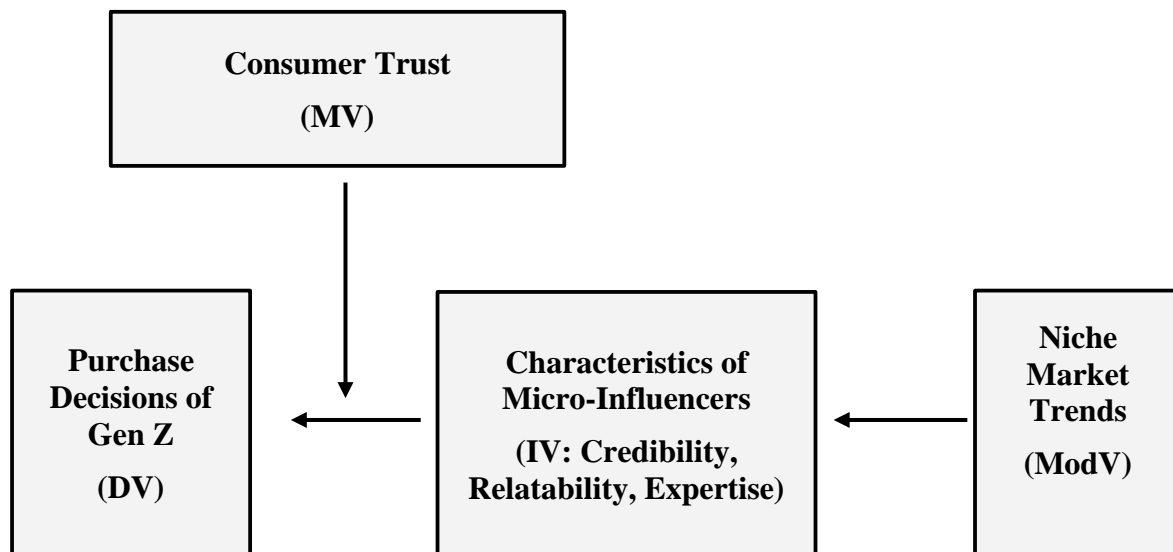 Consumer Trust
(MV)
Purchase
Decisions of
Gen Z
(DV)
Characteristics of
Micro-Influencers
(IV: Credibility,
Relatability, Expertise)
Niche
Market
Trends
(ModV)